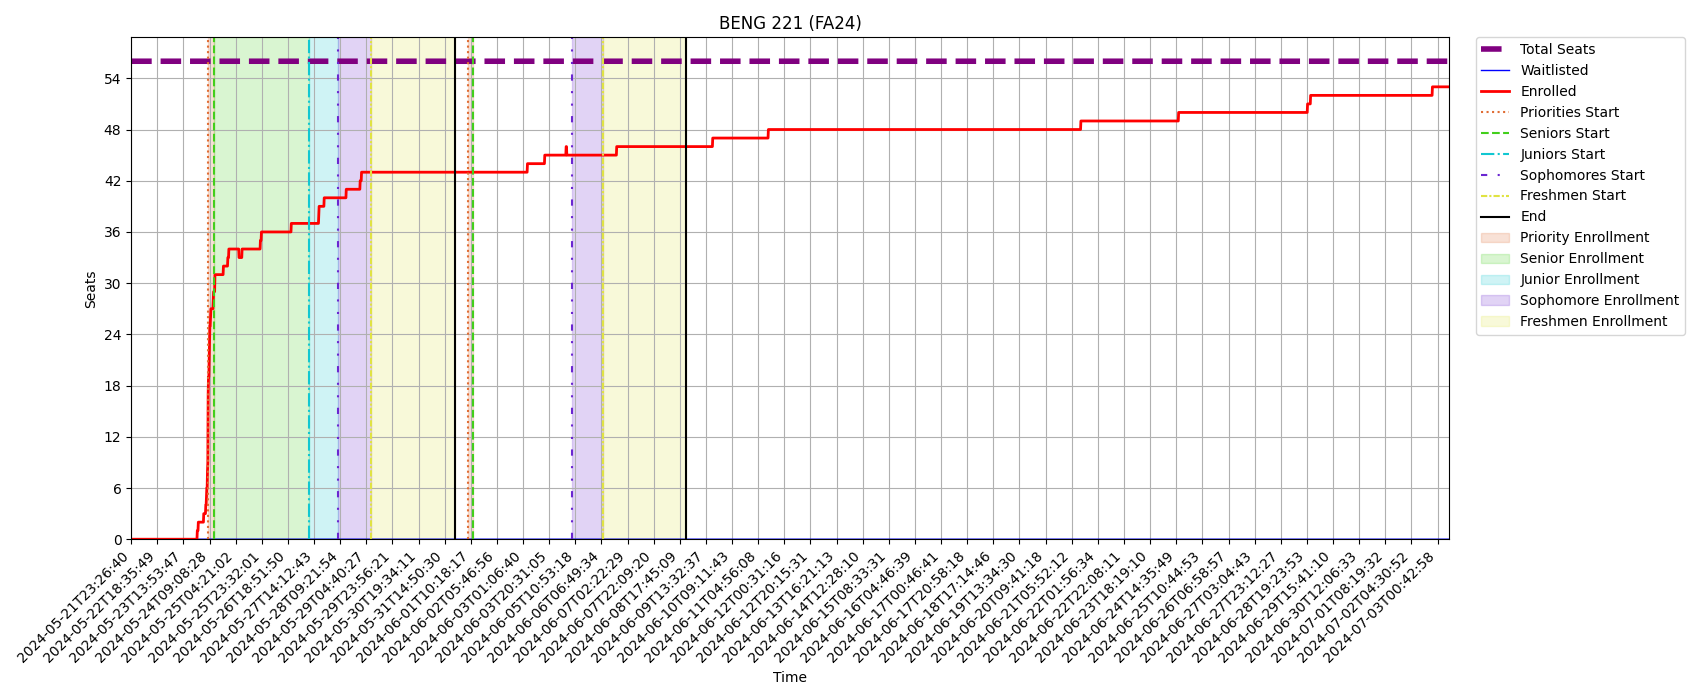 BENG 221 (FA24)
Total Seats
Waitlisted
Enrolled
Priorities Start
Seniors Start
Juniors Start
Sophomores Start
Freshmen Start
End
Priority Enrollment
Senior Enrollment
Junior Enrollment
Sophomore Enrollment
Freshmen Enrollment
Seats
54
48
42
36
30
24
18
12
6
0
2024-05-21T23:26:40
2024-05-22T18:35:49
2024-05-23T13:53:47
2024-05-24T09:08:28
2024-05-25T04:21:02
2024-05-25T23:32:01
2024-05-26T18:51:50
2024-05-27T14:12:43
2024-05-28T09:21:54
2024-05-29T04:40:27
2024-05-29T23:56:21
2024-05-30T19:34:11
2024-05-31T14:50:30
2024-06-01T10:18:17
2024-06-02T05:46:56
2024-06-03T01:06:40
2024-06-03T20:31:05
2024-06-05T10:53:18
2024-06-06T06:49:34
2024-06-07T02:22:29
2024-06-07T22:09:20
2024-06-08T17:45:09
2024-06-09T13:32:37
2024-06-10T09:11:43
2024-06-11T04:56:08
2024-06-12T00:31:16
2024-06-12T20:15:31
2024-06-13T16:21:13
2024-06-14T12:28:10
2024-06-15T08:33:31
2024-06-16T04:46:39
2024-06-17T00:46:41
2024-06-17T20:58:18
2024-06-18T17:14:46
2024-06-19T13:34:30
2024-06-20T09:41:18
2024-06-21T05:52:12
2024-06-22T01:56:34
2024-06-22T22:08:11
2024-06-23T18:19:10
2024-06-24T14:35:49
2024-06-25T10:44:53
2024-06-26T06:58:57
2024-06-27T03:04:43
2024-06-27T23:12:27
2024-06-28T19:23:53
2024-06-29T15:41:10
2024-06-30T12:06:33
2024-07-01T08:19:32
2024-07-02T04:30:52
2024-07-03T00:42:58
Time